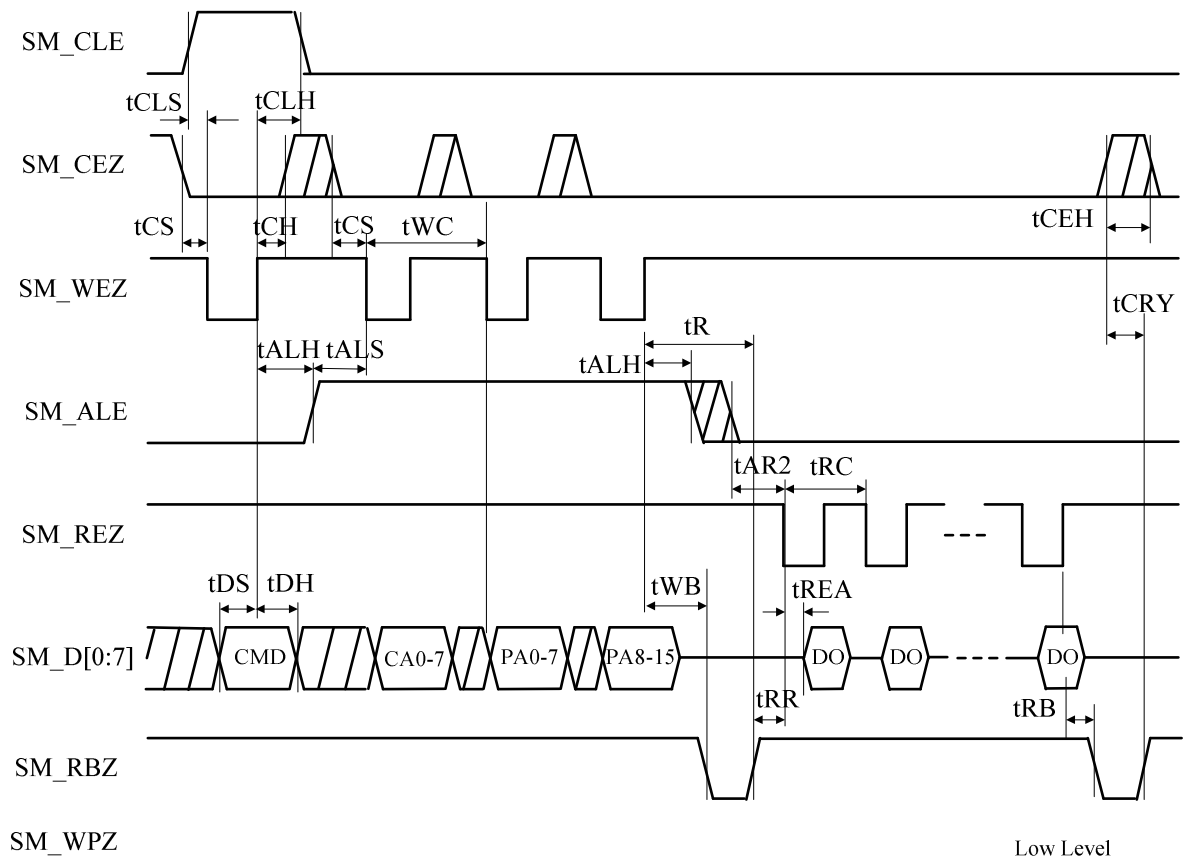 SM_CLE
tCLS
tCLH
SM_CEZ
tCS
tCH
tCS
tWC
tCEH
SM_WEZ
tCRY
tR
tALH
tALS
tALH
SM_ALE
tAR2
tRC
SM_REZ
tDS
tDH
tWB
tREA
SM_D[0:7]
CMD
CA0-7
PA0-7
PA8-15
DO
DO
DO
tRR
tRB
SM_RBZ
SM_WPZ
Low Level